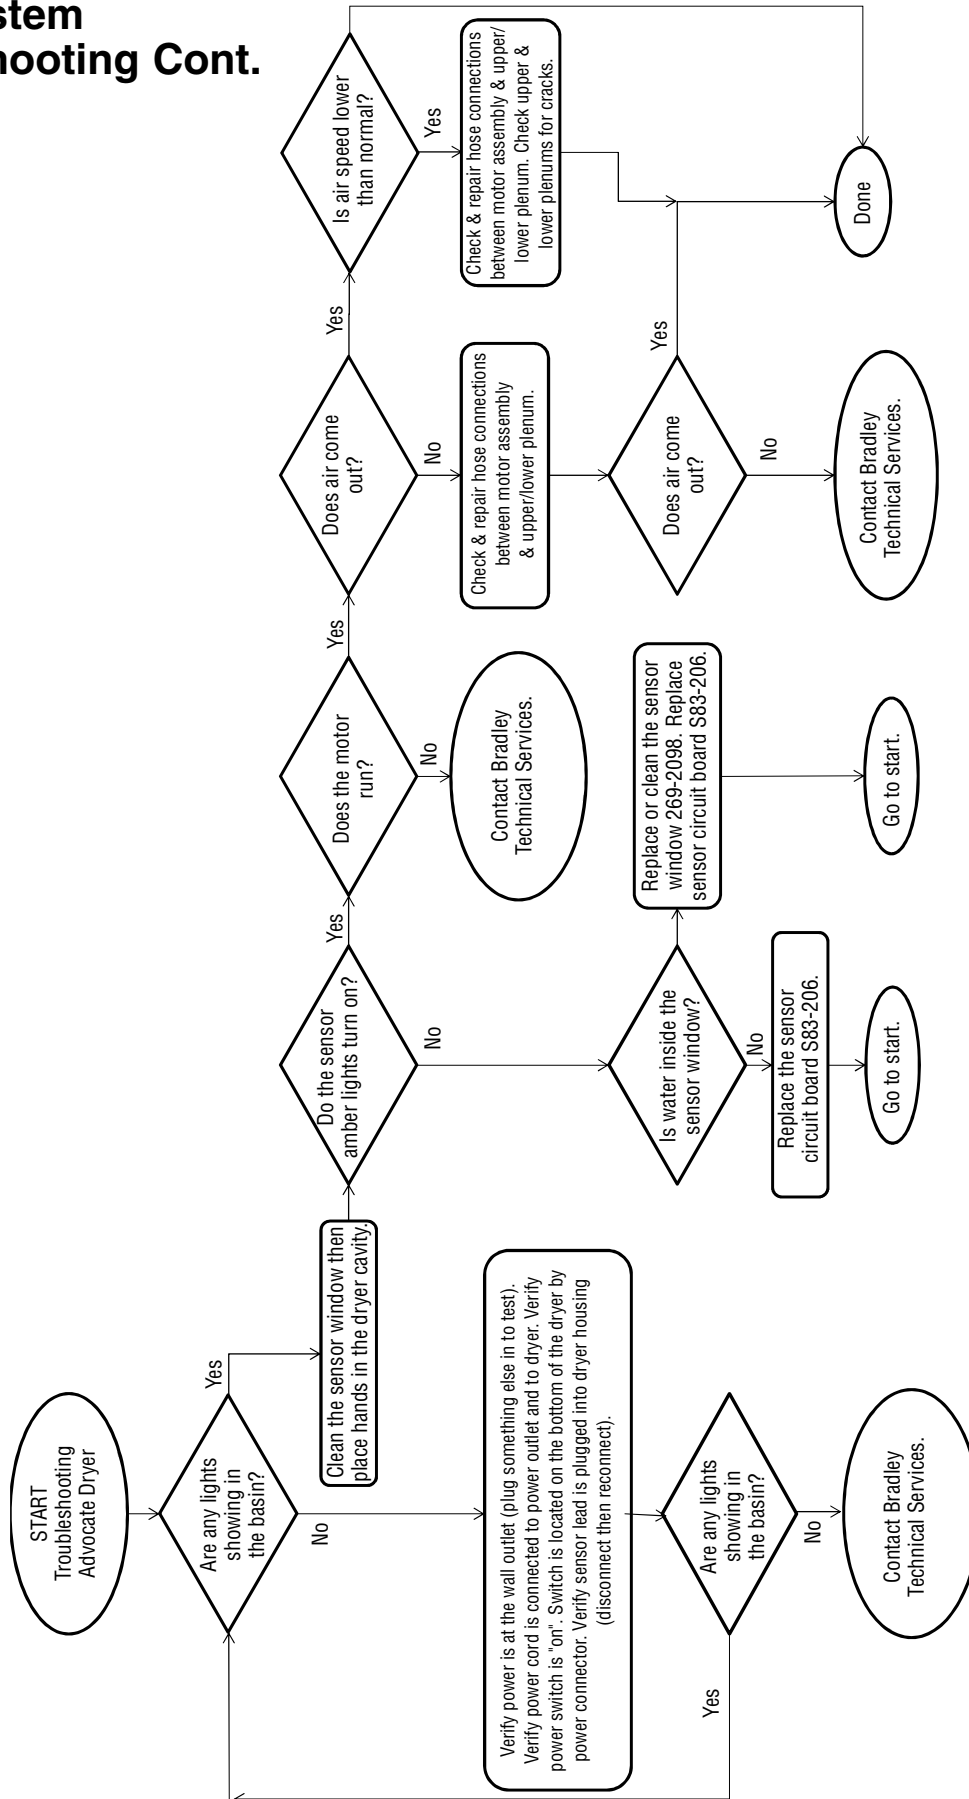 stem
hooting Cont.
START
Troubleshooting
Advocate Dryer
Are any lights
showing in
the basin?
Yes
No
Clean the sensor window then
place hands in the dryer cavity.
Verify power is at the wall outlet (plug something else in to test).
Verify power cord is connected to power outlet and to dryer. Verify
power switch is "on". Switch is located on the bottom of the dryer by
power connector. Verify sensor lead is plugged into dryer housing
(disconnect then reconnect).
Are any lights
showing in
the basin?
Yes
No
Contact Bradley
Technical Services.
Do the sensor
amber lights turn on?
Yes
No
Is water inside the
sensor window?
No
Replace the sensor
circuit board S83-206.
Go to start.
Replace or clean the sensor
window 269-2098. Replace
sensor circuit board S83-206.
Go to start.
Does the motor
run?
Yes
No
Contact Bradley
Technical Services.
Does air come
out?
Yes
No
Check & repair hose connections
between motor assembly
& upper/lower plenum.
Does air come
out?
Yes
No
Contact Bradley
Technical Services.
Is air speed lower
than normal?
Yes
Check & repair hose connections
between motor assembly & upper/
lower plenum. Check upper &
lower plenums for cracks.
Done